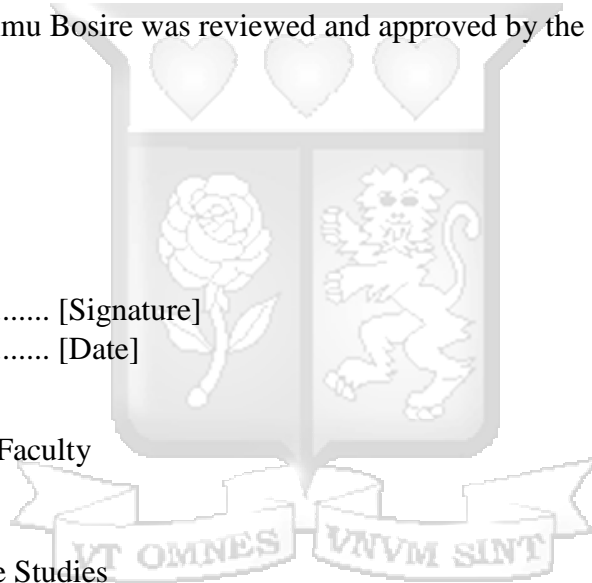 mu Bosire was reviewed and approved by the
...... [Signature]
...... [Date]
Faculty
VT OMNES VNVM SINT
e Studies